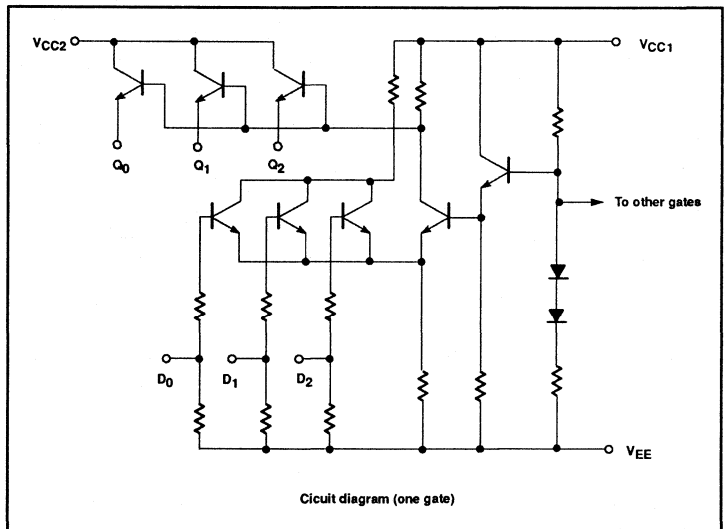 VCC2
VCC1
Q0
Q1
Q2
To other gates
D0
D1
D2
VEE
Cicuit diagram (one gate)